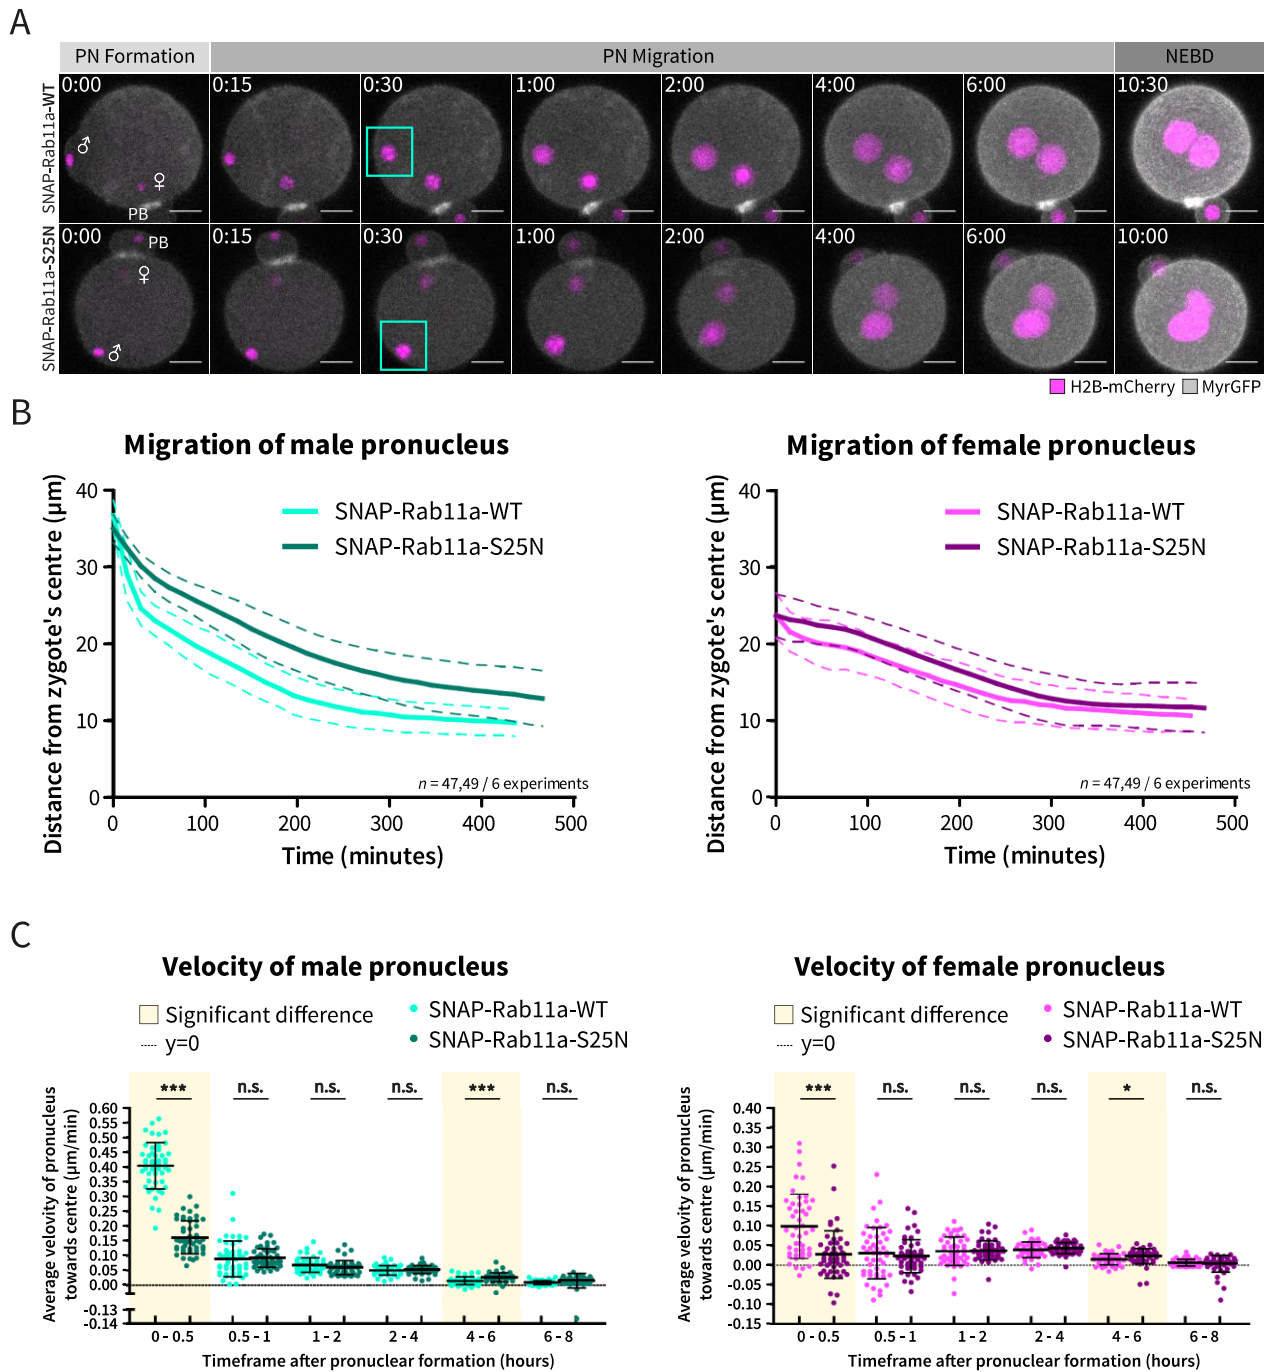 A
PN Formation PN Migration NEBD
SNAP-Rab11a-WT
0:00 0:15 0:30 1:00 2:00 4:00 6:00 10:30
♂
♀
PB
SNAP-Rab11a-S25N
0:00 0:15 0:30 1:00 2:00 4:00 6:00 10:00
PB
♀
♂
H2B-mCherry MyrGFP
B
Migration of male pronucleus
Distance from zygote's centre (µm)
40
30
20
10
0
SNAP-Rab11a-WT
SNAP-Rab11a-S25N
n = 47,49 / 6 experiments
0 100 200 300 400 500
Time (minutes)
Migration of female pronucleus
Distance from zygote's centre (µm)
40
30
20
10
0
SNAP-Rab11a-WT
SNAP-Rab11a-S25N
n = 47,49 / 6 experiments
0 100 200 300 400 500
Time (minutes)
C
Velocity of male pronucleus
Significant difference
y=0
SNAP-Rab11a-WT
SNAP-Rab11a-S25N
*** n.s. n.s. n.s. *** n.s.
Average velovity of pronucleus
towards centre (µm/min)
0.60
0.55
0.50
0.45
0.40
0.35
0.30
0.25
0.20
0.15
0.10
0.05
0.00
-0.13
-0.14
0 - 0.5 0.5 - 1 1 - 2 2 - 4 4 - 6 6 - 8
Timeframe after pronuclear formation (hours)
Velocity of female pronucleus
Significant difference
y=0
SNAP-Rab11a-WT
SNAP-Rab11a-S25N
*** n.s. n.s. n.s. * n.s.
Average velovity of pronucleus
towards centre (µm/min)
0.40
0.35
0.30
0.25
0.20
0.15
0.10
0.05
0.00
-0.05
-0.10
-0.15
0 - 0.5 0.5 - 1 1 - 2 2 - 4 4 - 6 6 - 8
Timeframe after pronuclear formation (hours)